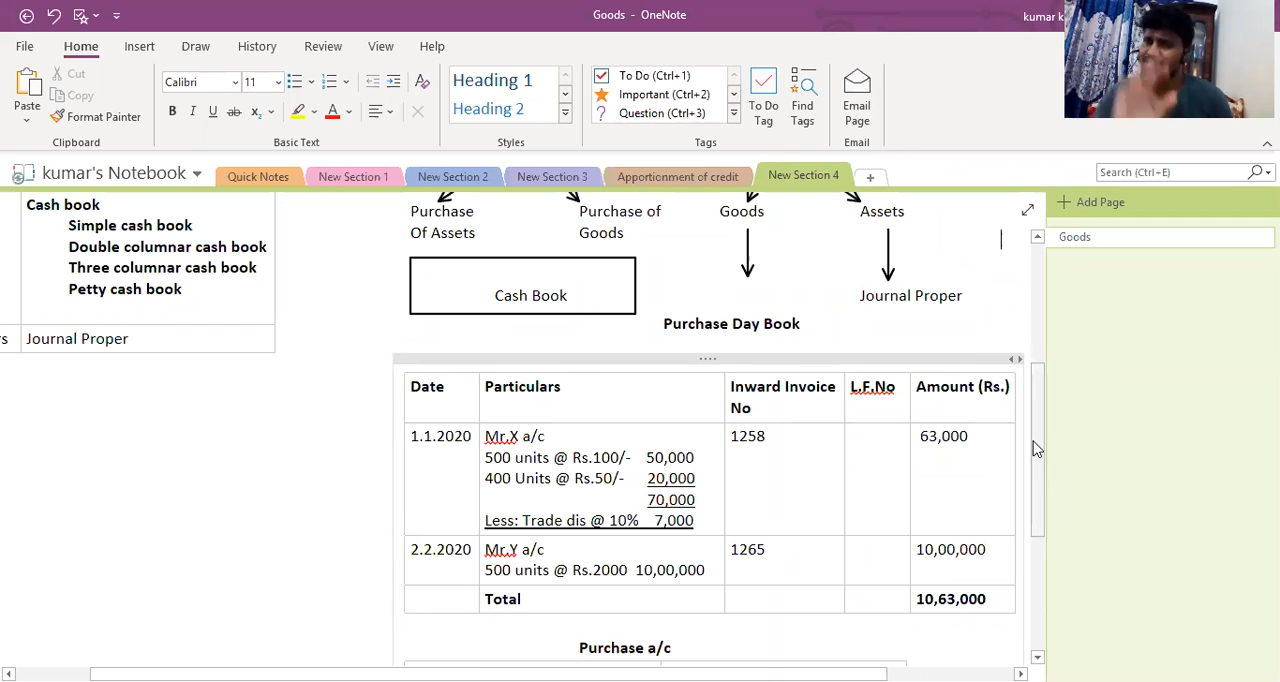 Goods - OneNote
kumar k
File Home Insert Draw History Review View Help
Paste
Cut
Copy
Format Painter
Clipboard
Calibri 11
B I U ab x₂ A
Basic Text
Heading 1
Heading 2
Styles
To Do (Ctrl+1)
Important (Ctrl+2)
? Question (Ctrl+3)
To Do Tag
Find Tags
Tags
Email Page
Email
kumar's Notebook
Quick Notes New Section 1 New Section 2 New Section 3 Apportionment of credit New Section 4 +
Search (Ctrl+E)
Add Page
Goods
Cash book
Simple cash book
Double columnar cash book
Three columnar cash book
Petty cash book
rs Journal Proper
Purchase Of Assets
Purchase of Goods
Goods
Assets
Cash Book
Journal Proper
Purchase Day Book
Date Particulars Inward Invoice No L.F.No Amount (Rs.)
1.1.2020 Mr.X a/c 1258 63,000
500 units @ Rs.100/- 50,000
400 Units @ Rs.50/- 20,000
70,000
Less: Trade dis @ 10% 7,000
2.2.2020 Mr.Y a/c 1265 10,00,000
500 units @ Rs.2000 10,00,000
Total 10,63,000
Purchase a/c